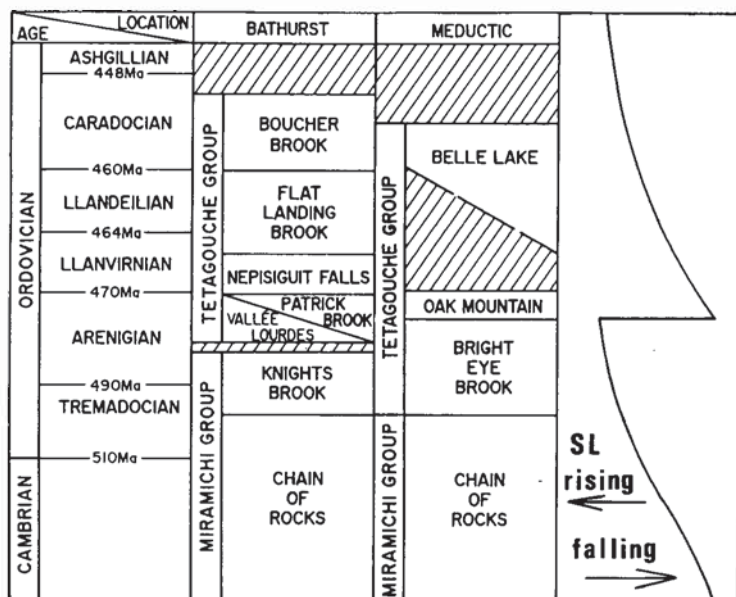 LOCATION
AGE
BATHURST
MEDUCTIC
ORDOVICIAN
CAMBRIAN
ASHGILLIAN
448Ma
CARADOCIAN
460Ma
LLANDEILIAN
464Ma
LLANVIRNIAN
470Ma
ARENIGIAN
490Ma
TREMADOCIAN
510Ma
TETAGOUCHE GROUP
MIRAMICHI GROUP
BOUCHER
BROOK
FLAT
LANDING
BROOK
NEPISIGUIT FALLS
PATRICK
BROOK
VALLÉE
LOURDES
KNIGHTS
BROOK
CHAIN
OF
ROCKS
TETAGOUCHE GROUP
MIRAMICHI GROUP
BELLE LAKE
OAK MOUNTAIN
BRIGHT
EYE
BROOK
CHAIN
OF
ROCKS
SL
rising
falling